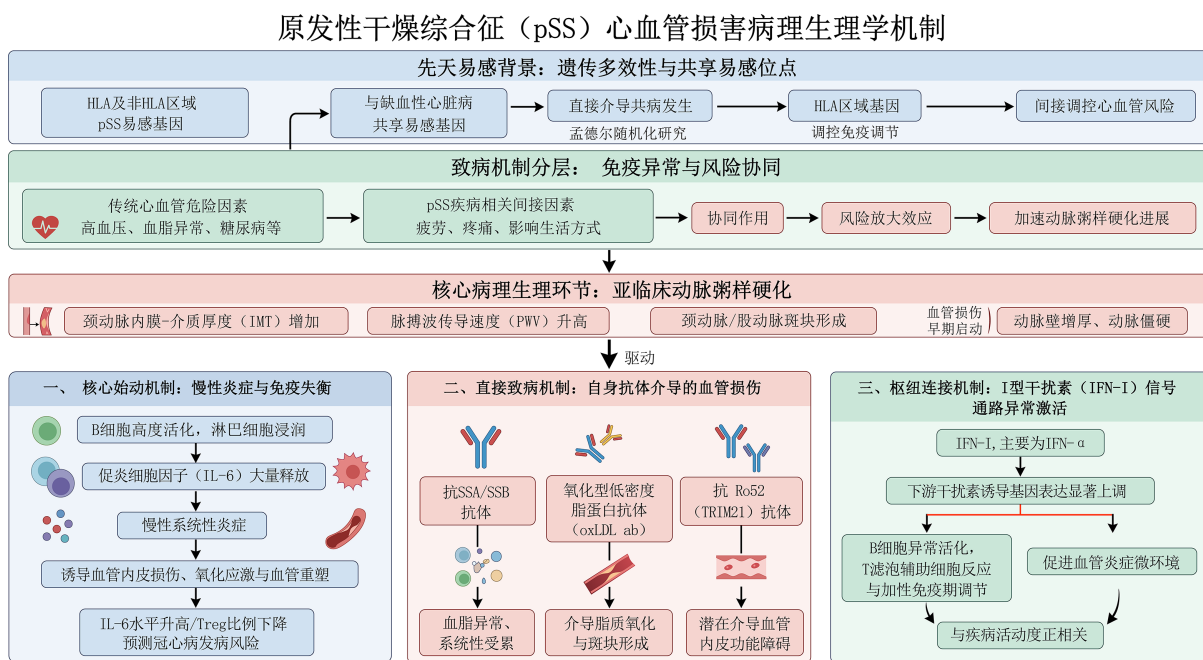 原发性干燥综合征（pSS）心血管损害病理生理学机制
先天易感背景：遗传多效性与共享易感位点
HLA及非HLA区域
pSS易感基因
与缺血性心脏病
共享易感基因
直接介导共病发生
孟德尔随机化研究
HLA区域基因
调控免疫调节
间接调控心血管风险
致病机制分层： 免疫异常与风险协同
传统心血管危险因素
高血压、血脂异常、糖尿病等
pSS疾病相关间接因素
疲劳、疼痛、影响生活方式
协同作用
风险放大效应
加速动脉粥样硬化进展
核心病理生理环节：亚临床动脉粥样硬化
颈动脉内膜-介质厚度（IMT）增加
脉搏波传导速度（PWV）升高
颈动脉/股动脉斑块形成
血管损伤
早期启动
动脉壁增厚、动脉僵硬
驱动
一、 核心始动机制：慢性炎症与免疫失衡
B细胞高度活化，淋巴细胞浸润
促炎细胞因子（IL-6）大量释放
慢性系统性炎症
诱导血管内皮损伤、氧化应激与血管重塑
IL-6水平升高/Treg比例下降
预测冠心病发病风险
二、直接致病机制：自身抗体介导的血管损伤
抗SSA/SSB
抗体
氧化型低密度
脂蛋白抗体
（oxLDL ab）
抗 Ro52
（TRIM21）抗体
血脂异常、
系统性受累
介导脂质氧化
与斑块形成
潜在介导血管
内皮功能障碍
三、枢纽连接机制：I型干扰素（IFN-I）信号
通路异常激活
IFN-I,主要为IFN-α
下游干扰素诱导基因表达显著上调
B细胞异常活化，
T滤泡辅助细胞反应
与加性免疫期调节
促进血管炎症微环境
与疾病活动度正相关